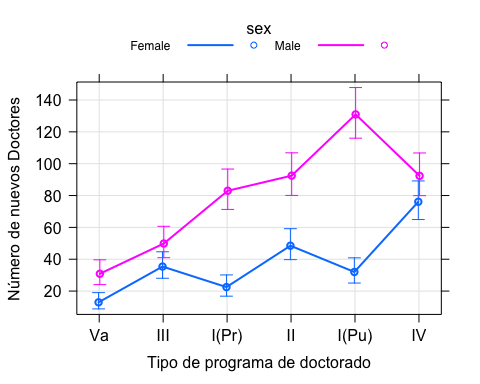 sex
Female Male
140
120
100
80
60
40
20
Número de nuevos Doctores
Va III I(Pr) II I(Pu) IV
Tipo de programa de doctorado